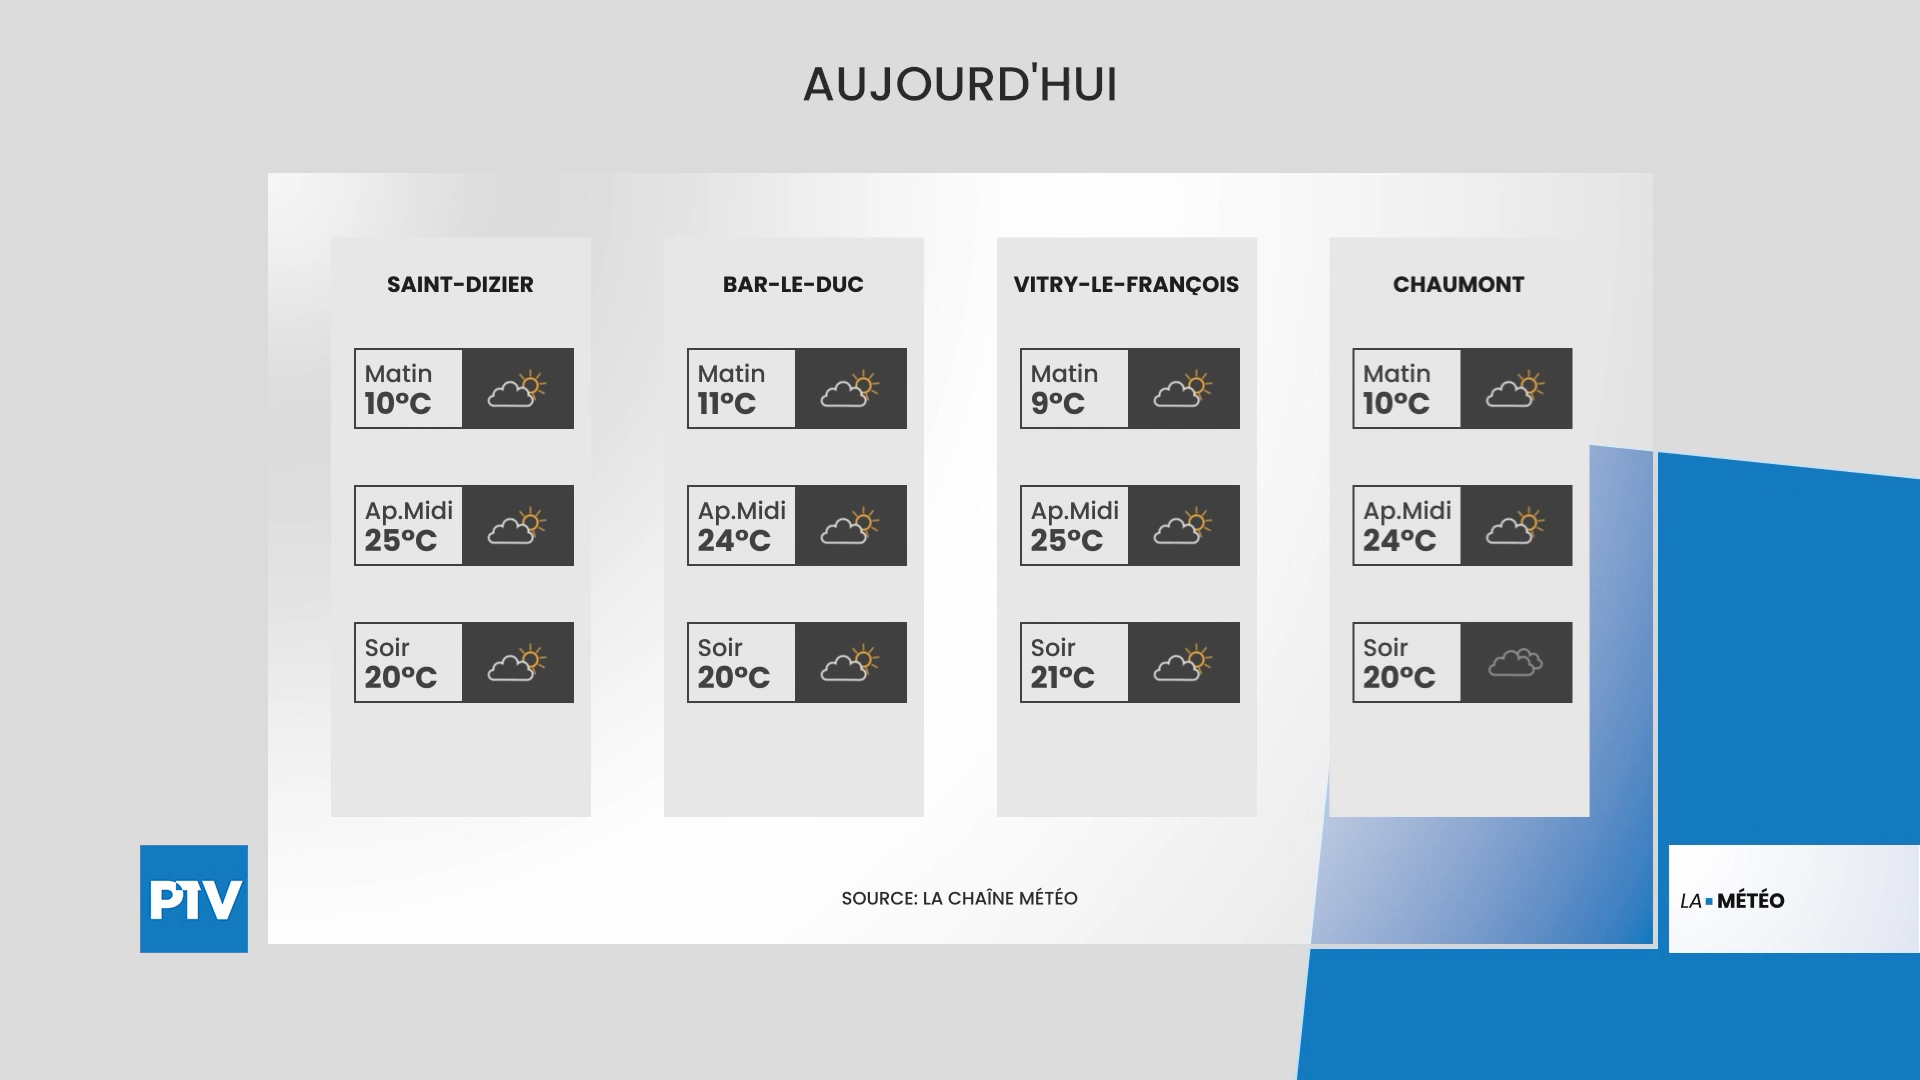 AUJOURD'HUI
SAINT-DIZIER
Matin
10°C
Ap.Midi
25°C
Soir
20°C
BAR-LE-DUC
Matin
11°C
Ap.Midi
24°C
Soir
20°C
VITRY-LE-FRANÇOIS
Matin
9°C
Ap.Midi
25°C
Soir
21°C
CHAUMONT
Matin
10°C
Ap.Midi
24°C
Soir
20°C
SOURCE: LA CHAÎNE MÉTÉO
PTV
LA MÉTÉO